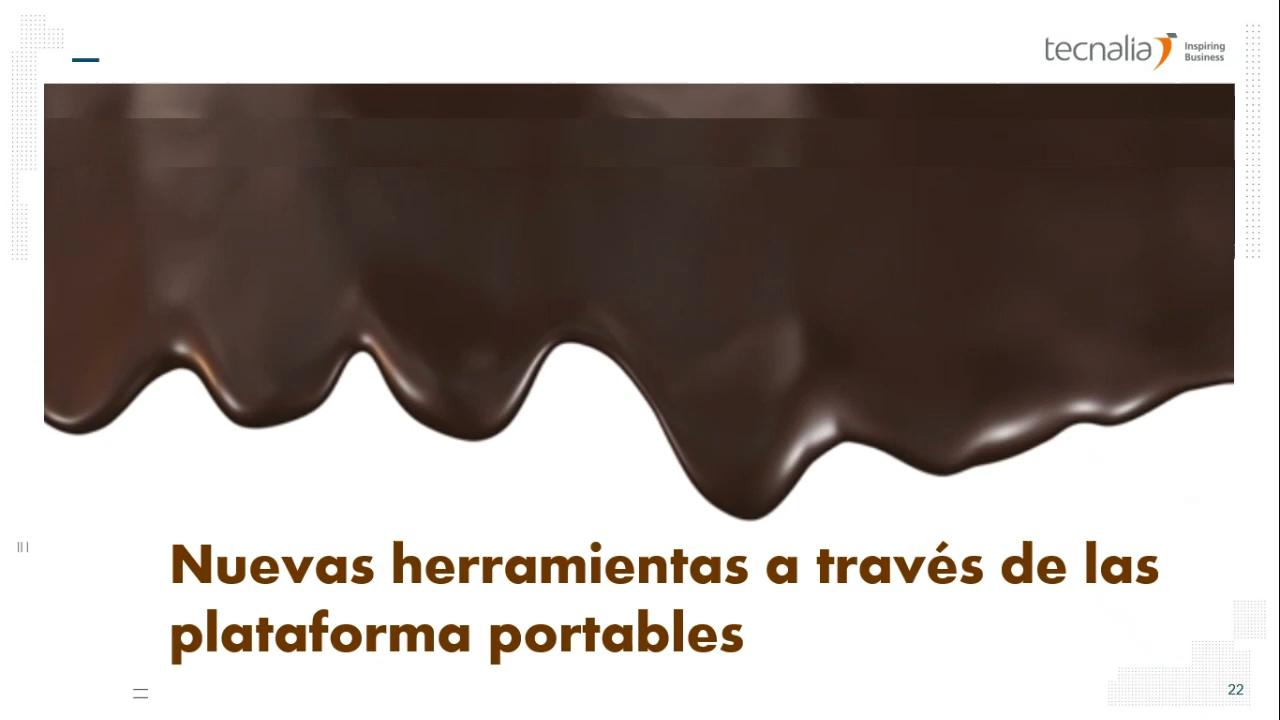 tecnalia Inspiring
Business
Nuevas herramientas a través de las
plataforma portables
22